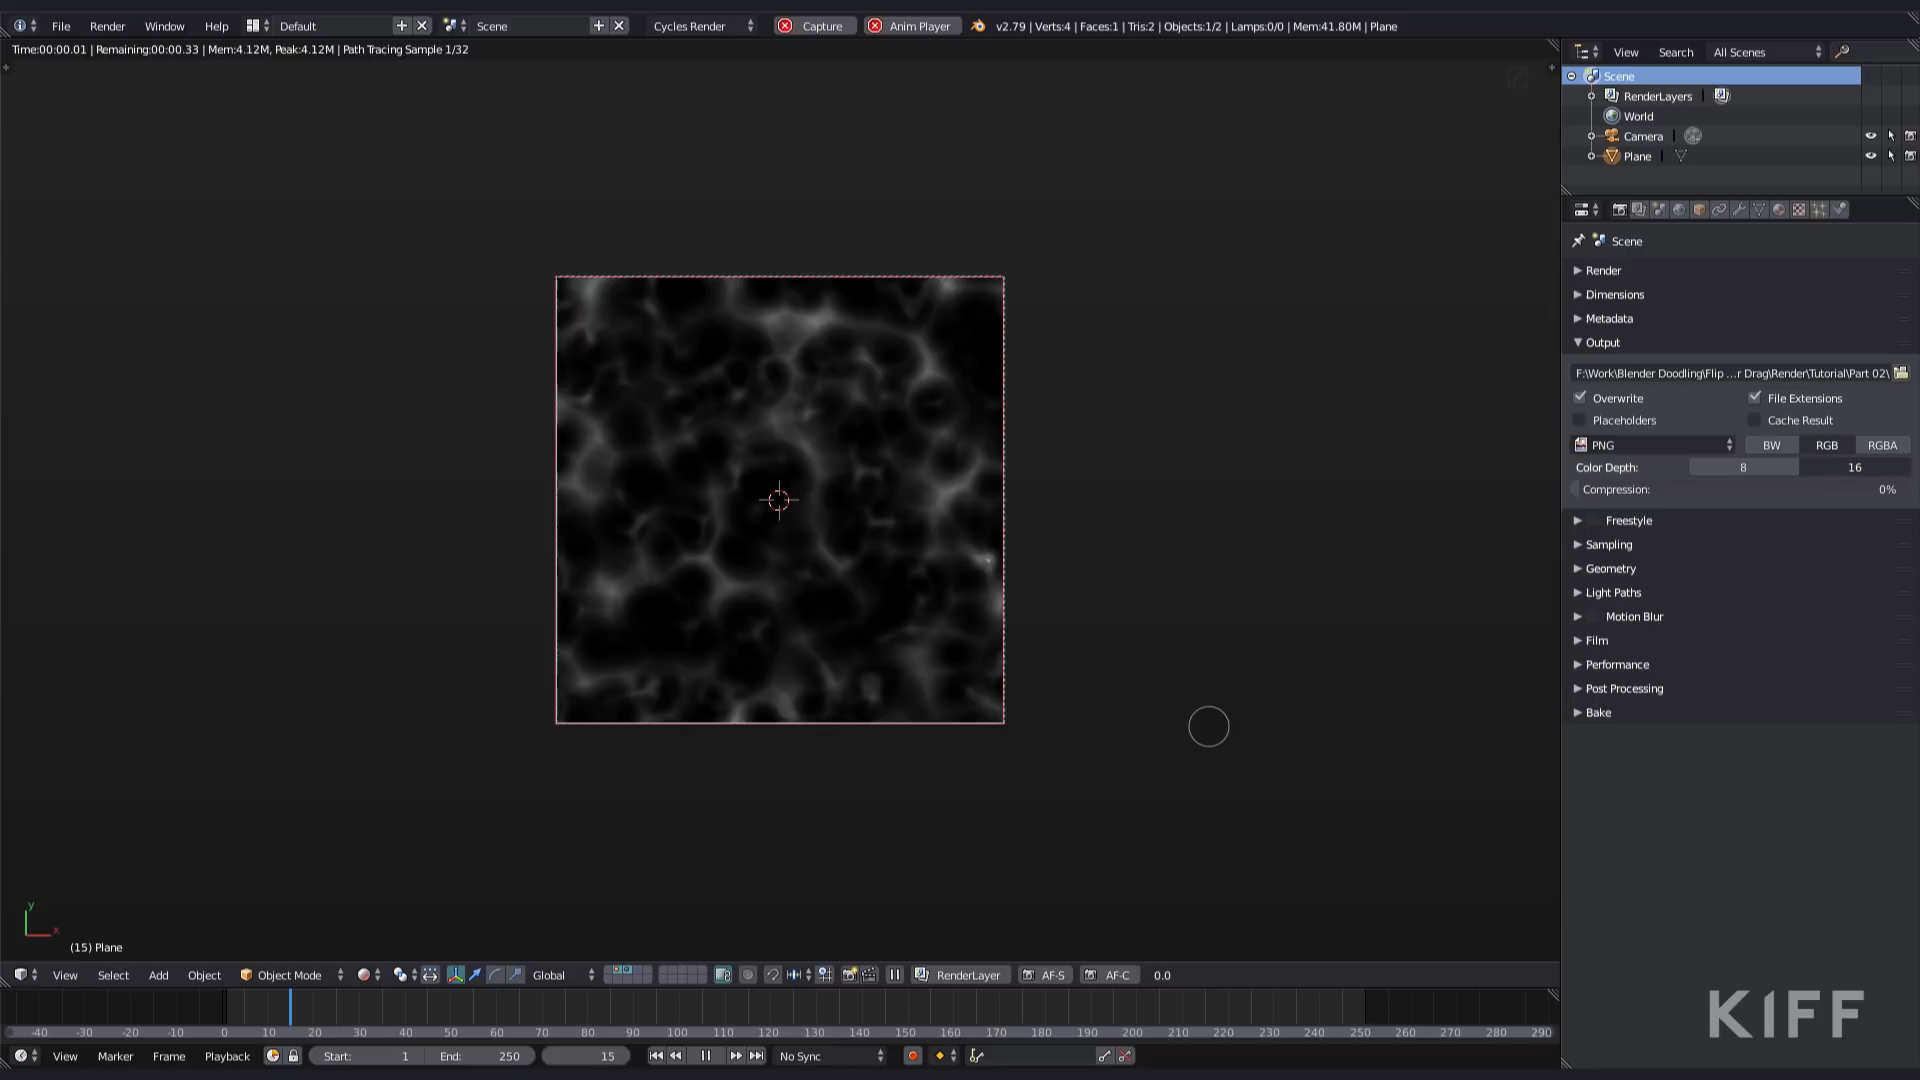 File Render Window Help Default Scene Cycles Render Capture Anim Player v2.79 | Verts:4 | Faces:1 | Tris:2 | Objects:1/2 | Lamps:0/0 | Mem:41.80M | Plane
Time:00:00.01 | Remaining:00:00.33 | Mem:4.12M, Peak:4.12M | Path Tracing Sample 1/32
View Search All Scenes
Scene
RenderLayers
World
Camera
Plane
Scene
Render
Dimensions
Metadata
Output
F:\Work\Blender Doodling\Flip ...r Drag\Render\Tutorial\Part 02\
Overwrite File Extensions
Placeholders Cache Result
PNG BW RGB RGBA
Color Depth: 8 16
Compression: 0%
Freestyle
Sampling
Geometry
Light Paths
Motion Blur
Film
Performance
Post Processing
Bake
y
x
(15) Plane
View Select Add Object Object Mode Global RenderLayer AF-S AF-C 0.0
-40 -30 -20 -10 0 10 20 30 40 50 60 70 80 90 100 110 120 130 140 150 160 170 180 190 200 210 220 230 240 250 260 270 280 290
View Marker Frame Playback Start: 1 End: 250 15 No Sync
KIFF